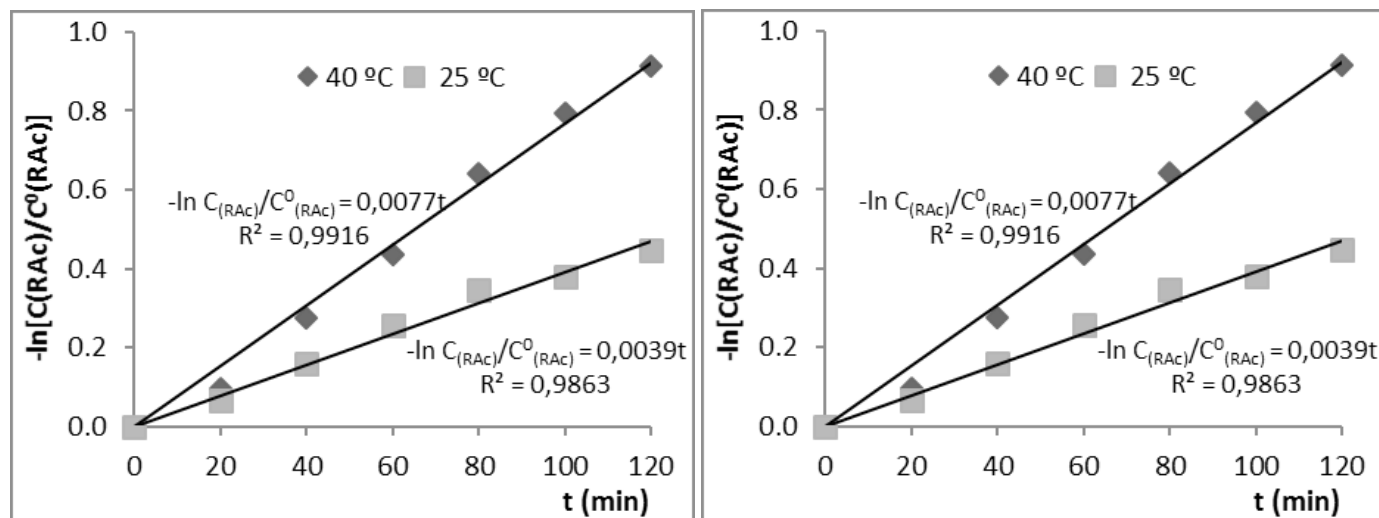 -ln[C(RAc)/C⁰(RAc)]
1.0
0.8
0.6
0.4
0.2
0.0
40 ºC 25 ºC
-ln C(RAc)/C⁰(RAc) = 0,0077t
R² = 0,9916
-ln C(RAc)/C⁰(RAc) = 0,0039t
R² = 0,9863
0 20 40 60 80 100 120
t (min)
-ln[C(RAc)/C⁰(RAc)]
1.0
0.8
0.6
0.4
0.2
0.0
40 ºC 25 ºC
-ln C(RAc)/C⁰(RAc) = 0,0077t
R² = 0,9916
-ln C(RAc)/C⁰(RAc) = 0,0039t
R² = 0,9863
0 20 40 60 80 100 120
t (min)